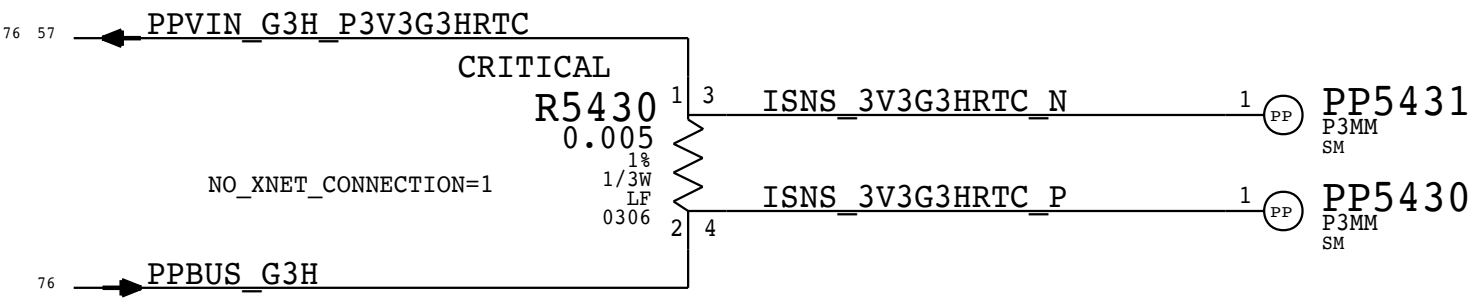 76 57 PPVIN_G3H_P3V3G3HRTC
CRITICAL
R5430 1 3 ISNS_3V3G3HRTC_N 1 PP PP5431
0.005 P3MM
1% SM
NO_XNET_CONNECTION=1 1/3W
LF ISNS_3V3G3HRTC_P 1 PP PP5430
0306 2 4 P3MM
SM
76 PPBUS_G3H